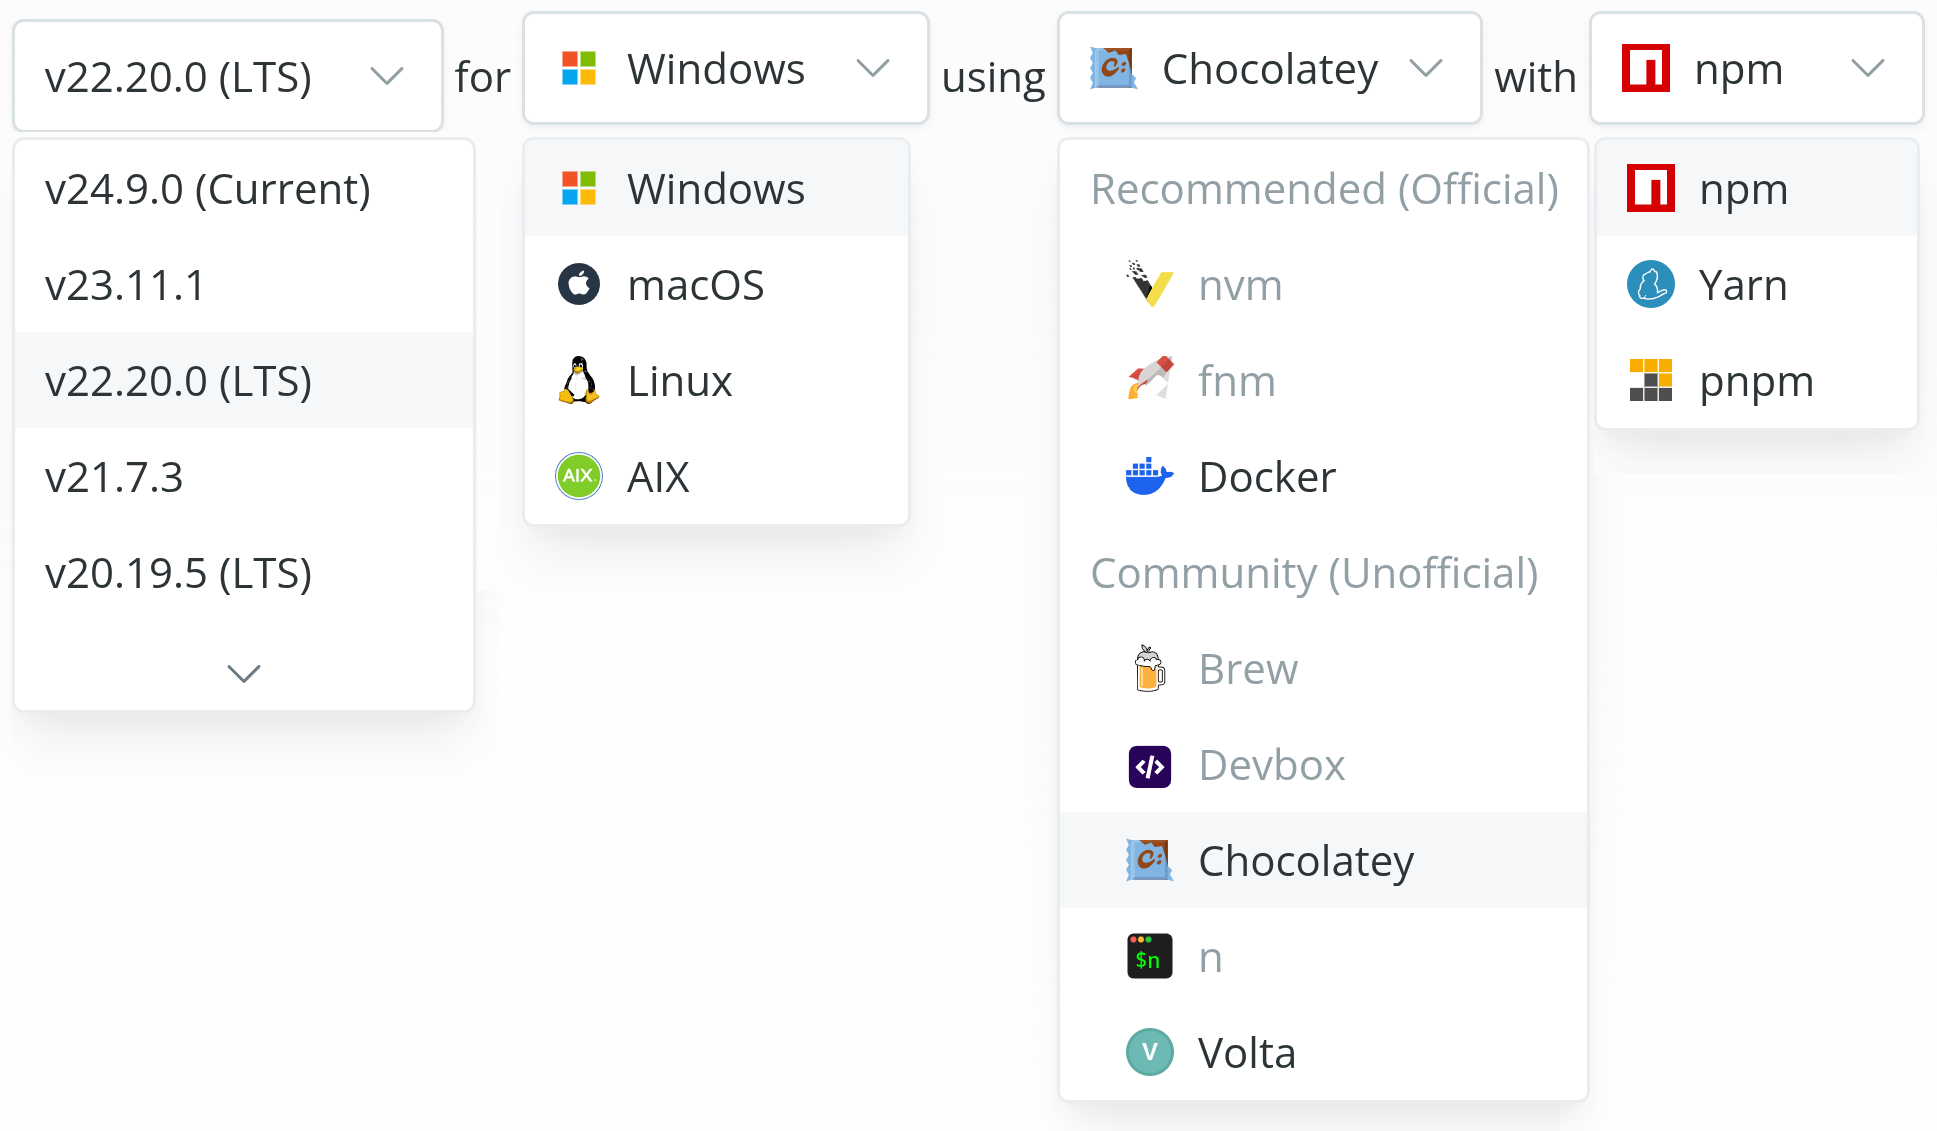 v22.20.0 (LTS) for Windows using Chocolatey with npm
v24.9.0 (Current)
v23.11.1
v22.20.0 (LTS)
v21.7.3
v20.19.5 (LTS)
Windows
macOS
Linux
AIX AIX
Recommended (Official)
nvm
fnm
Docker
Community (Unofficial)
Brew
</> Devbox
Chocolatey
$n n
V Volta
npm
Yarn
pnpm